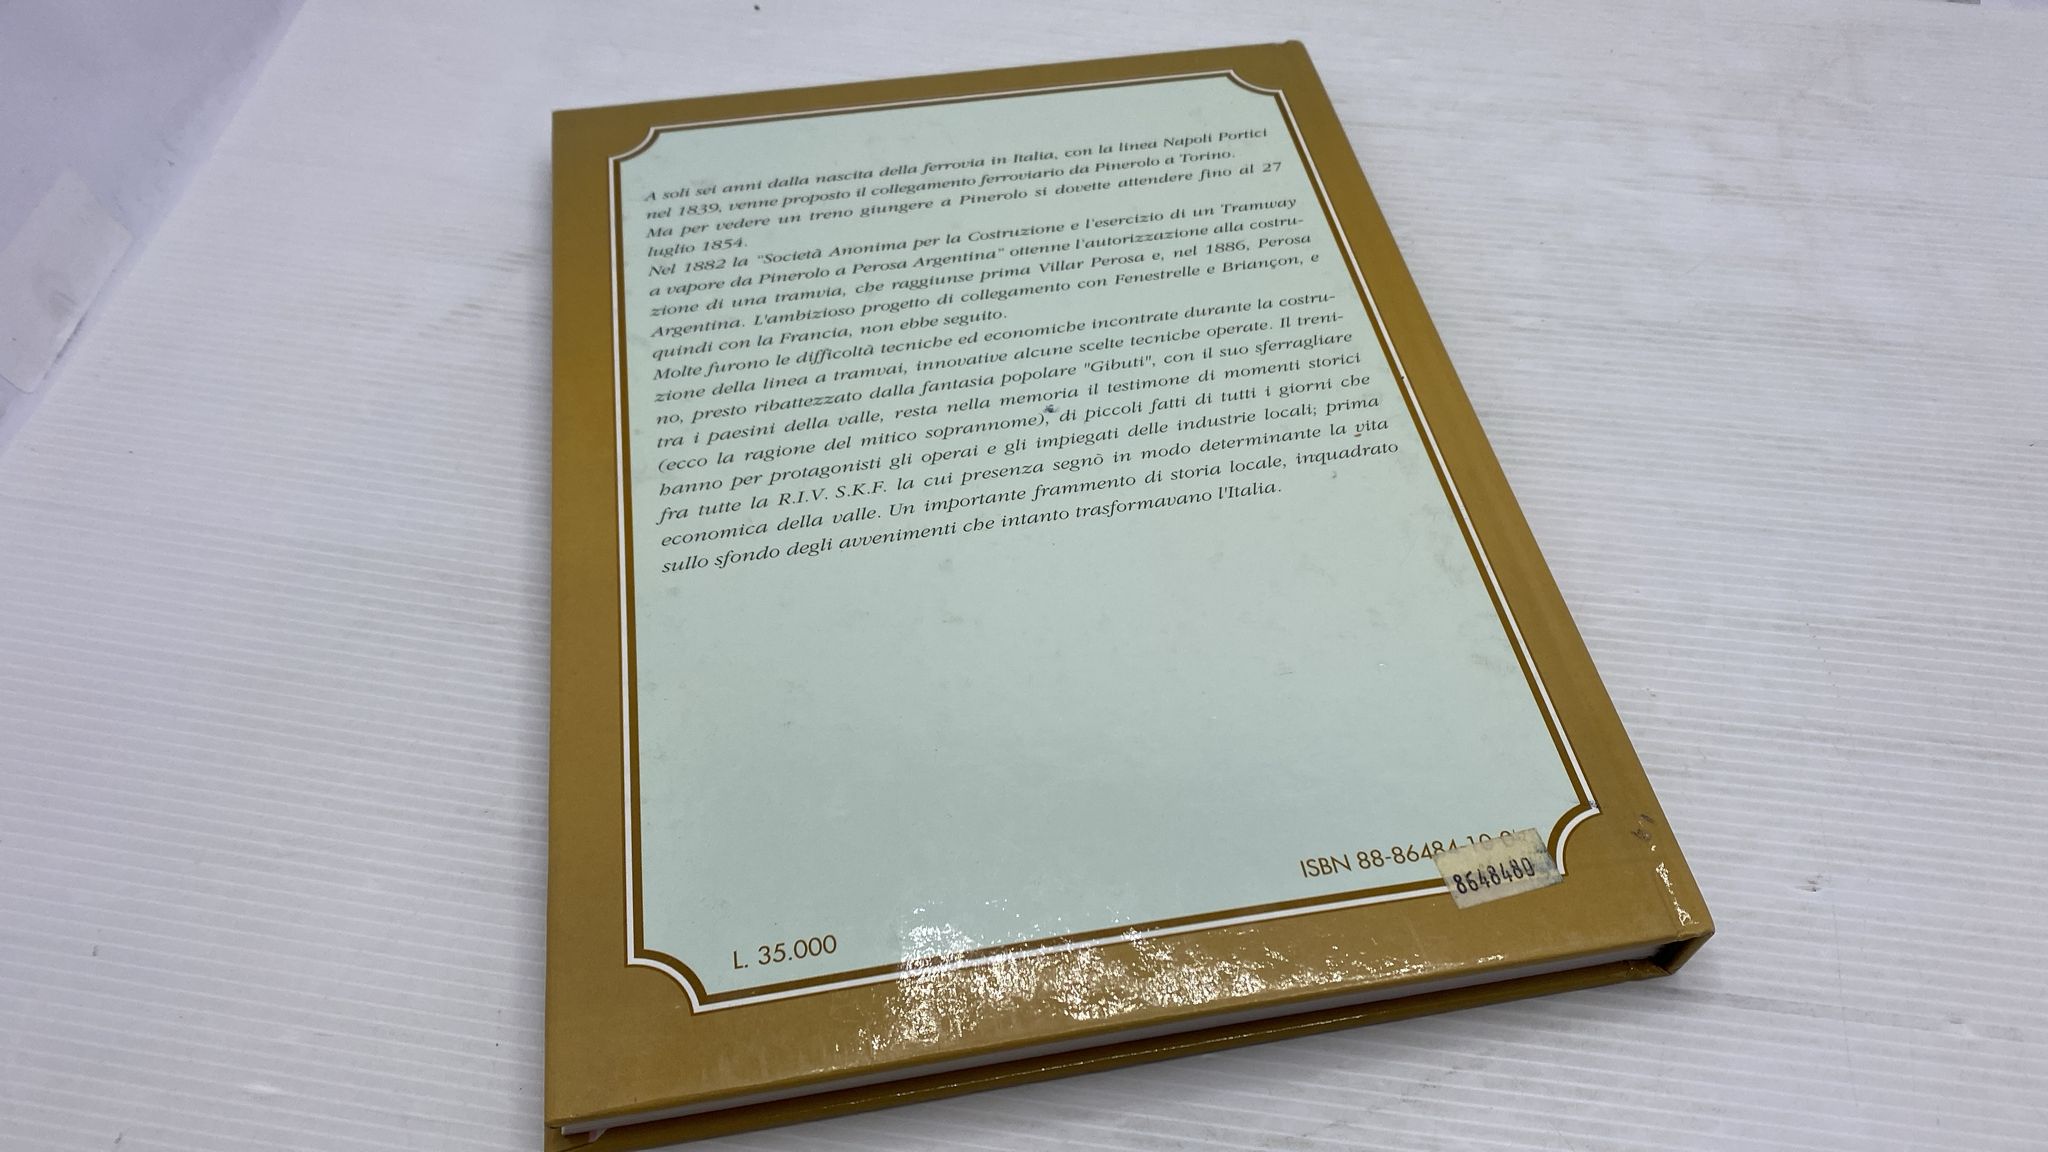 A soli sei anni dalla nascita della ferrovia in Italia, con la linea Napoli Portici
nel 1839, venne proposto il collegamento ferroviario da Pinerolo a Torino.
Ma per vedere un treno giungere a Pinerolo si dovette attendere fino al 27
luglio 1854.
Nel 1882 la "Società Anonima per la Costruzione e l'esercizio di un Tramway
a vapore da Pinerolo a Perosa Argentina" ottenne l'autorizzazione alla costru-
zione di una tramvia, che raggiunse prima Villar Perosa e, nel 1886, Perosa
Argentina. L'ambizioso progetto di collegamento con Fenestrelle e Briançon, e
quindi con la Francia, non ebbe seguito.
Molte furono le difficoltà tecniche ed economiche incontrate durante la costru-
zione della linea a tramvai, innovative alcune scelte tecniche operate. Il treni-
no, presto ribattezzato dalla fantasia popolare "Gibuti", con il suo sferragliare
tra i paesini della valle, resta nella memoria il testimone di momenti storici
(ecco la ragione del mitico soprannome), di piccoli fatti di tutti i giorni che
hanno per protagonisti gli operai e gli impiegati delle industrie locali; prima
fra tutte la R.I.V. S.K.F. la cui presenza segnò in modo determinante la vita
economica della valle. Un importante frammento di storia locale, inquadrato
sullo sfondo degli avvenimenti che intanto trasformavano l'Italia.
ISBN 88-86484-10
8648480
L. 35.000